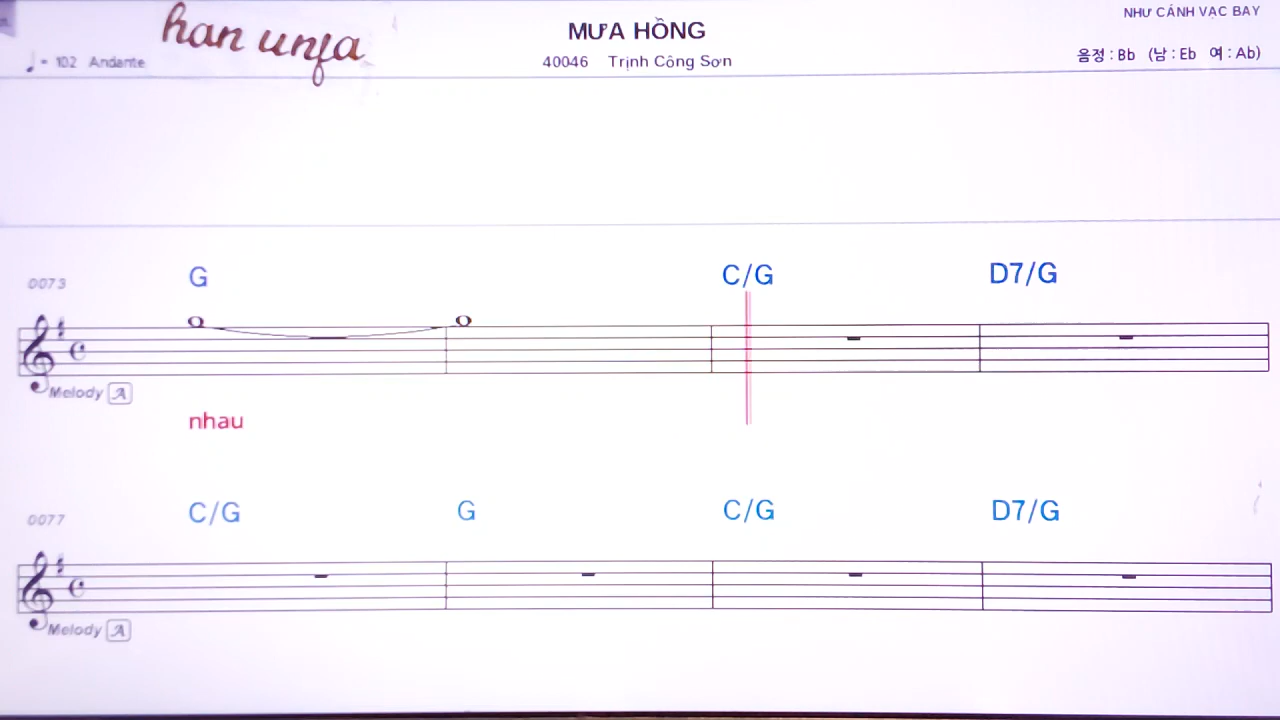 han unfa
MƯA HỒNG
NHƯ CÁNH VẠC BAY
= 102 Andante
40046 Trịnh Công Sơn
음정 : Bb (남 : Eb 여 : Ab)
0073 G C/G D7/G
Melody A
nhau
0077 C/G G C/G D7/G
Melody A